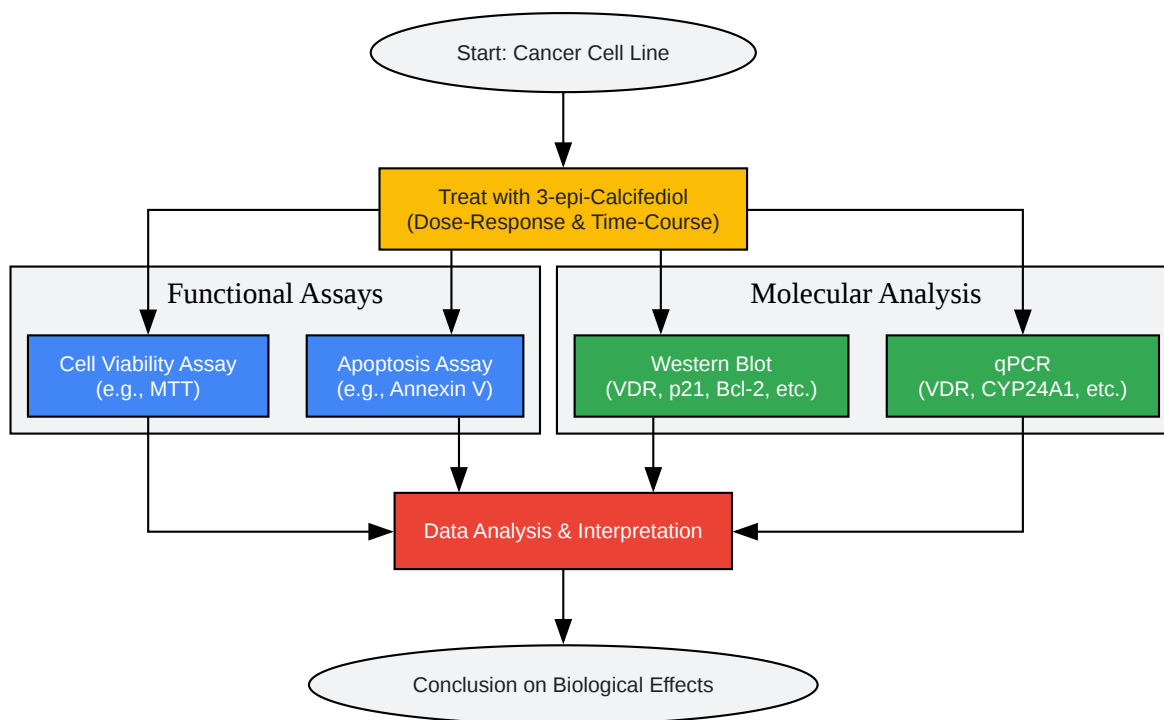 Start: Cancer Cell Line
Treat with 3-epi-Calcifediol
(Dose-Response & Time-Course)
Functional Assays
Cell Viability Assay
(e.g., MTT)
Apoptosis Assay
(e.g., Annexin V)
Molecular Analysis
Western Blot
(VDR, p21, Bcl-2, etc.)
qPCR
(VDR, CYP24A1, etc.)
Data Analysis & Interpretation
Conclusion on Biological Effects